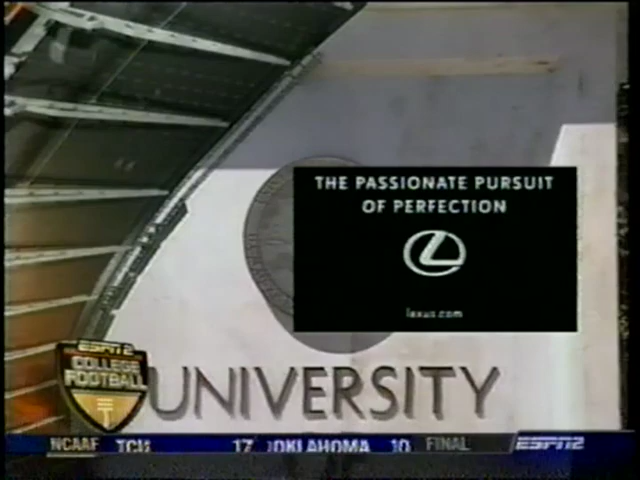 THE PASSIONATE PURSUIT
OF PERFECTION
lexus.com
ESPN2
COLLEGE
FOOTBALL
UNIVERSITY
NCAAF TCU 17 OKLAHOMA 10 FINAL ESPN2